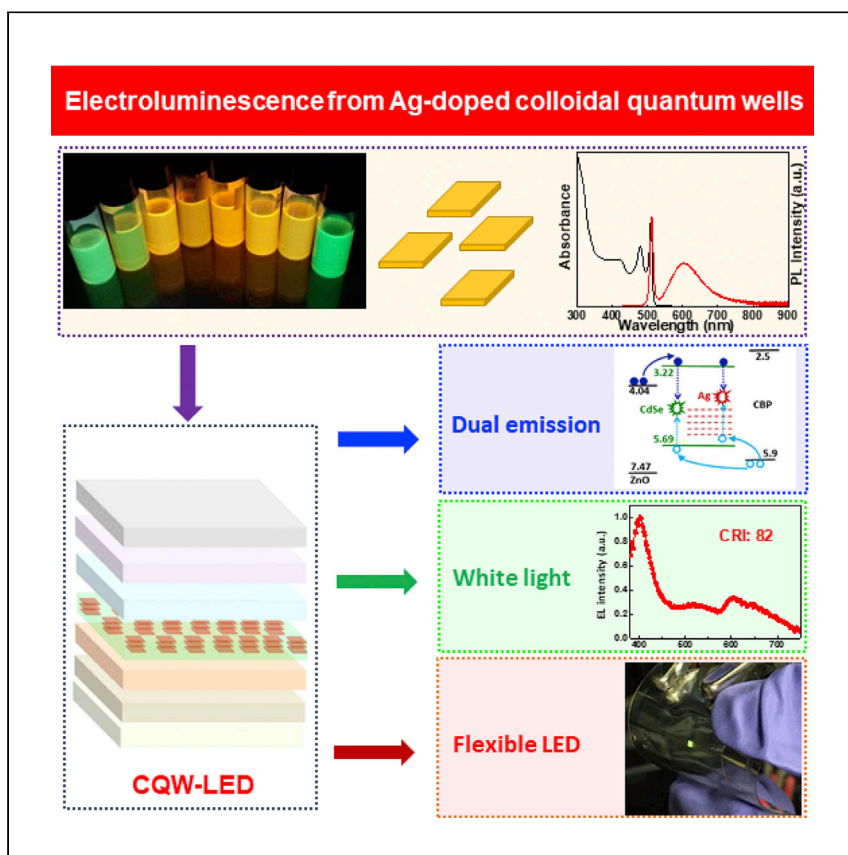 Electroluminescence from Ag-doped colloidal quantum wells
Absorbance
PL Intensity (a.u.)
300 400 500 600 700 800 900
Wavelength (nm)
Dual emission
2.5
3.22
4.04
Ag
CdSe
CBP
5.69
5.9
7.47
ZnO
White light
EL intensity (a.u.)
1.0
0.8
0.6
0.4
0.2
0.0
CRI: 82
400 500 600 700
Flexible LED
CQW-LED